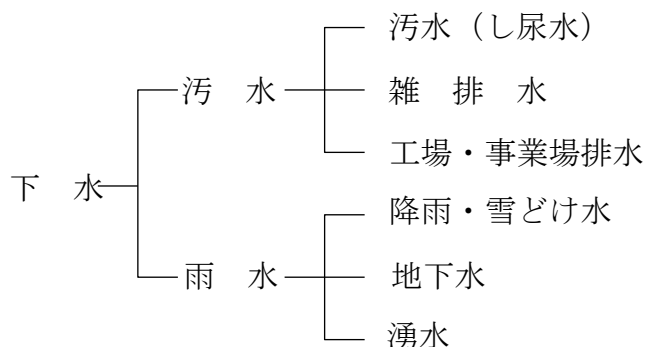 汚水（し尿水）
汚　水
雑　排　水
工場・事業場排水
下　水
降雨・雪どけ水
雨　水
地下水
湧水